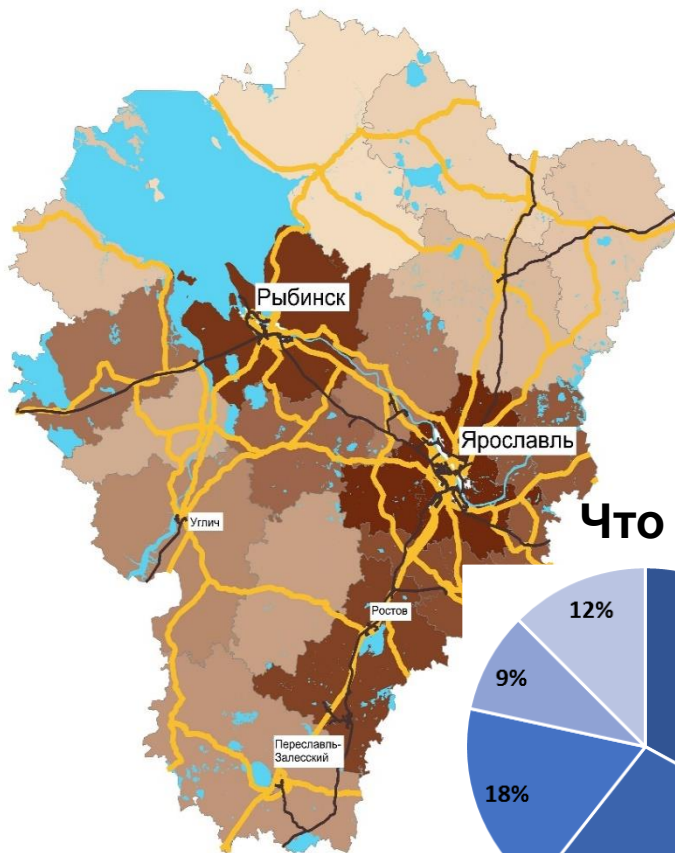 Рыбинск
Ярославль
Углич
Что
Ростов
12%
9%
Переславль-
Залесский
18%